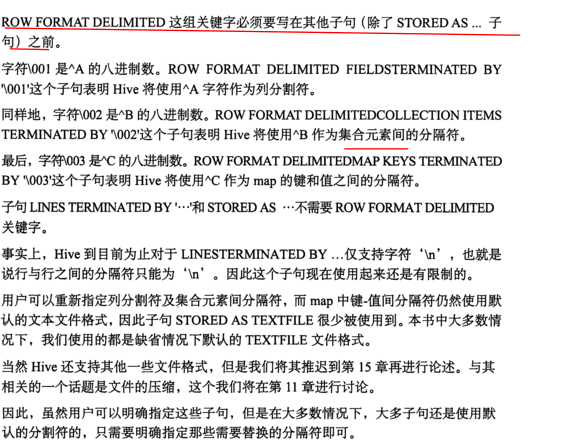 ROW FORMAT DELIMITED 这组关键字必须要写在其他子句（除了 STORED AS ... 子
句）之前。
字符\001 是^A 的八进制数。ROW FORMAT DELIMITED FIELDSTERMINATED BY
'\001'这个子句表明 Hive 将使用^A 字符作为列分割符。
同样地，字符\002 是^B 的八进制数。ROW FORMAT DELIMITEDCOLLECTION ITEMS
TERMINATED BY '\002'这个子句表明 Hive 将使用^B 作为集合元素间的分隔符。
最后，字符\003 是^C 的八进制数。ROW FORMAT DELIMITEDMAP KEYS TERMINATED
BY '\003'这个子句表明 Hive 将使用^C 作为 map 的键和值之间的分隔符。
子句 LINES TERMINATED BY '…'和 STORED AS …不需要 ROW FORMAT DELIMITED
关键字。
事实上，Hive 到目前为止对于 LINESTERMINATED BY …仅支持字符‘\n’，也就是
说行与行之间的分隔符只能为‘\n’。因此这个子句现在使用起来还是有限制的。
用户可以重新指定列分割符及集合元素间分隔符，而 map 中键-值间分隔符仍然使用默
认的文本文件格式，因此子句 STORED AS TEXTFILE 很少被使用到。本书中大多数情
况下，我们使用的都是缺省情况下默认的 TEXTFILE 文件格式。
当然 Hive 还支持其他一些文件格式，但是我们将其推迟到第 15 章再进行论述。与其
相关的一个话题是文件的压缩，这个我们将在第 11 章进行讨论。
因此，虽然用户可以明确指定这些子句，但是在大多数情况下，大多子句还是使用默
认的分割符的，只需要明确指定那些需要替换的分隔符即可。